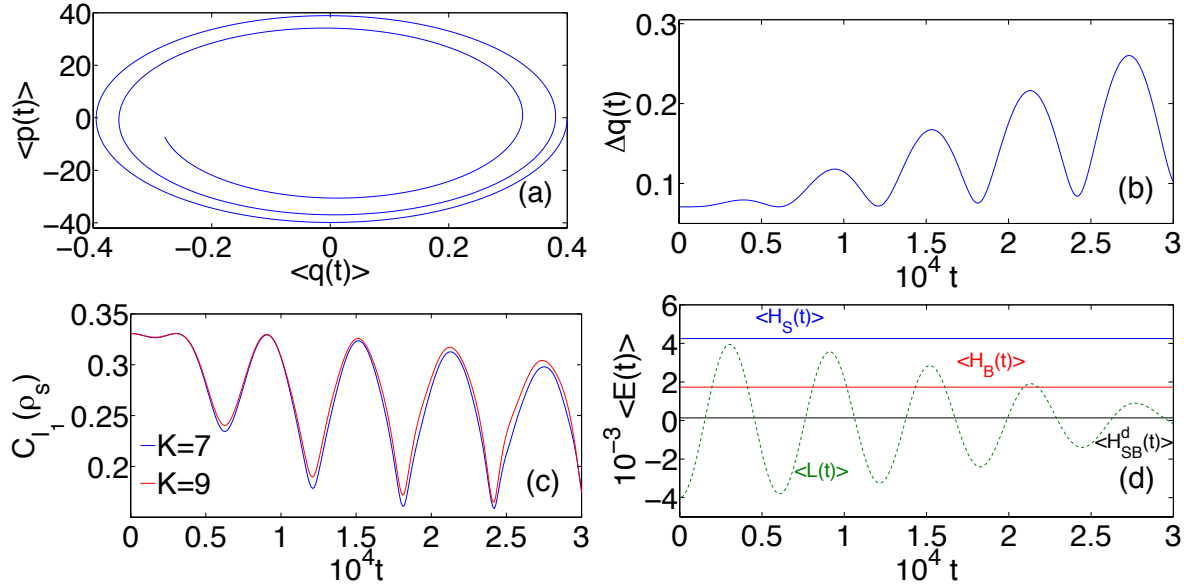 40
20
0
−20
−40
<p(t)>
−0.4
−0.2
0
0.2
0.4
<q(t)>
(a)
0.3
0.2
0.1
Δq(t)
0
0.5
1
1.5
2
2.5
3
10⁴ t
(b)
0.35
0.3
0.25
0.2
C_{l_1} (ρ_s)
K=7
K=9
0
0.5
1
1.5
2
2.5
3
10⁴t
(c)
6
4
2
0
−2
−4
10⁻³ <E(t)>
<H_S(t)>
<H_B(t)>
<H_{SB}^d(t)>
<L(t)>
(d)
0
0.5
1
1.5
2
2.5
3
10⁴ t